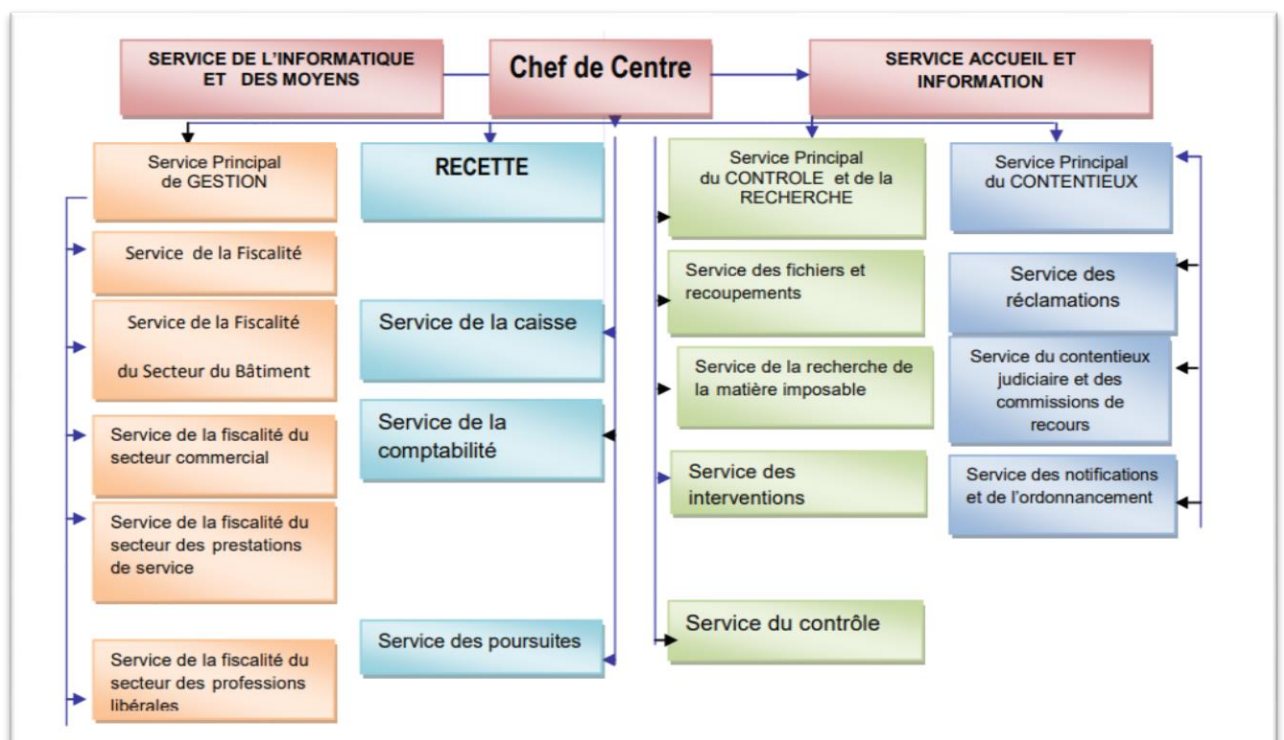 SERVICE DE L'INFORMATIQUE
ET DES MOYENS
Chef de Centre
SERVICE ACCUEIL ET
INFORMATION
Service Principal
de GESTION
Service de la Fiscalité
Service de la Fiscalité
du Secteur du Bâtiment
Service de la fiscalité du
secteur commercial
Service de la fiscalité du
secteur des prestations
de service
Service de la fiscalité du
secteur des professions
libérales
RECETTE
Service de la caisse
Service de la
comptabilité
Service des poursuites
Service Principal
du CONTROLE et de la
RECHERCHE
Service des fichiers et
recoupements
Service de la recherche de
la matière imposable
Service des
interventions
Service du contrôle
Service Principal
du CONTENTIEUX
Service des
réclamations
Service du contentieux
judiciaire et des
commissions de
recours
Service des notifications
et de l'ordonnancement